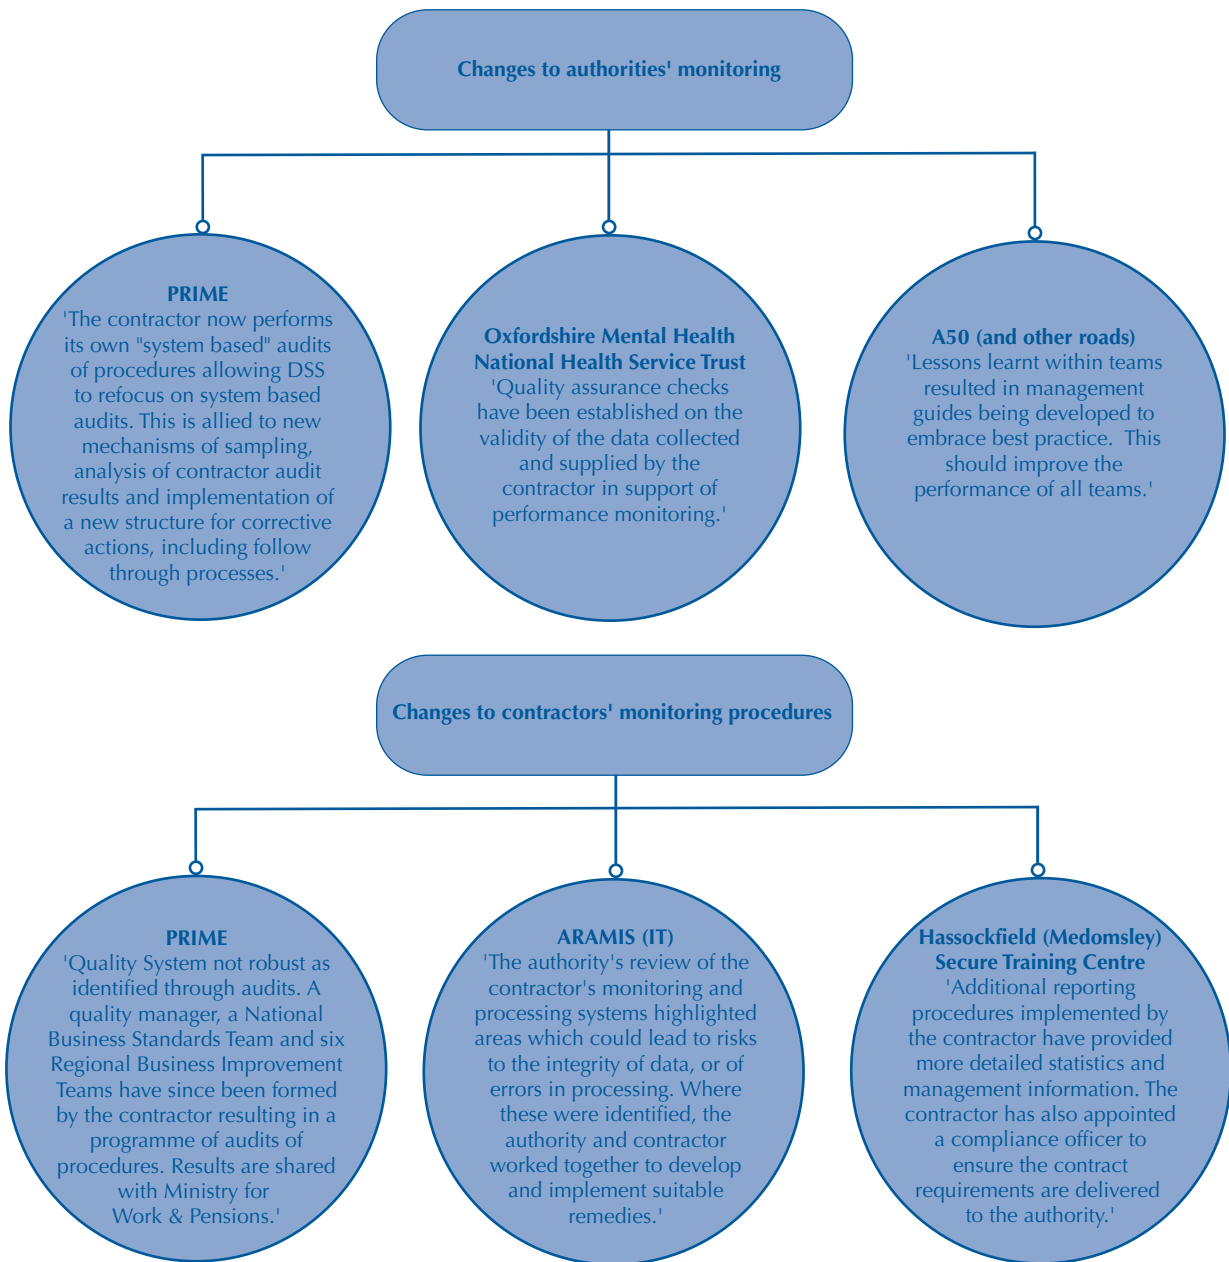 Changes to authorities' monitoring
PRIME
'The contractor now performs
its own "system based" audits
of procedures allowing DSS
to refocus on system based
audits. This is allied to new
mechanisms of sampling,
analysis of contractor audit
results and implementation of
a new structure for corrective
actions, including follow
through processes.'
Oxfordshire Mental Health
National Health Service Trust
'Quality assurance checks
have been established on the
validity of the data collected
and supplied by the
contractor in support of
performance monitoring.'
A50 (and other roads)
'Lessons learnt within teams
resulted in management
guides being developed to
embrace best practice. This
should improve the
performance of all teams.'
Changes to contractors' monitoring procedures
PRIME
'Quality System not robust as
identified through audits. A
quality manager, a National
Business Standards Team and six
Regional Business Improvement
Teams have since been formed
by the contractor resulting in a
programme of audits of
procedures. Results are shared
with Ministry for
Work & Pensions.'
ARAMIS (IT)
'The authority's review of the
contractor's monitoring and
processing systems highlighted
areas which could lead to risks
to the integrity of data, or of
errors in processing. Where
these were identified, the
authority and contractor
worked together to develop
and implement suitable
remedies.'
Hassockfield (Medomsley)
Secure Training Centre
'Additional reporting
procedures implemented by
the contractor have provided
more detailed statistics and
management information. The
contractor has also appointed
a compliance officer to
ensure the contract
requirements are delivered
to the authority.'